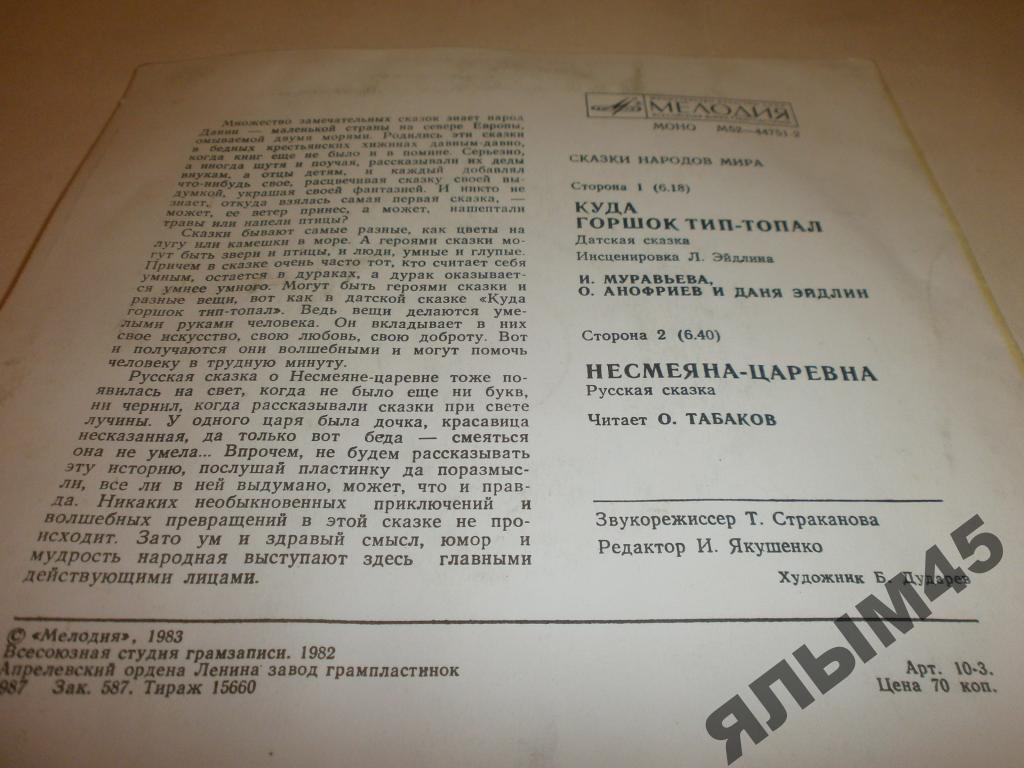 Множество замечательных сказок знает народ
Дании — маленькой страны на севере Европы,
омываемой двумя морями. Родились эти сказки
в бедных крестьянских хижинах давным-давно,
когда книг еще не было и в помине. Серьезно,
а иногда шутя и поучая, рассказывали их деды
внукам, а отцы детям, и каждый добавлял
что-нибудь свое, расцвечивая сказку своей вы-
думкой, украшая своей фантазией. И никто не
знает, откуда взялась самая первая сказка, —
может, ее ветер принес, а может, нашептали
травы или напели птицы?
Сказки бывают самые разные, как цветы на
лугу или камешки в море. А героями сказки мо-
гут быть звери и птицы, и люди, умные и глупые.
Причем в сказке очень часто тот, кто считает себя
умным, остается в дураках, а дурак оказывает-
ся умнее умного. Могут быть героями сказки и
разные вещи, вот как в датской сказке «Куда
горшок тип-топал». Ведь вещи делаются уме-
лыми руками человека. Он вкладывает в них
свое искусство, свою любовь, свою доброту. Вот
и получаются они волшебными и могут помочь
человеку в трудную минуту.
Русская сказка о Несмеяне-царевне тоже по-
явилась на свет, когда не было еще ни букв,
ни чернил, когда рассказывали сказки при свете
лучины. У одного царя была дочка, красавица
несказанная, да только вот беда — смеяться
она не умела... Впрочем, не будем рассказывать
эту историю, послушай пластинку да поразмыс-
ли, все ли в ней выдумано, может, что и прав-
да. Никаких необыкновенных приключений и
волшебных превращений в этой сказке не про-
исходит. Зато ум и здравый смысл, юмор и
мудрость народная выступают здесь главными
действующими лицами.
МЕЛОДИЯ
МОНО М52—44751-2
СКАЗКИ НАРОДОВ МИРА
Сторона 1 (6.18)
КУДА
ГОРШОК ТИП-ТОПАЛ
Датская сказка
Инсценировка Л. Эйдлина
И. МУРАВЬЕВА,
О. АНОФРИЕВ И ДАНЯ ЭЙДЛИН
Сторона 2 (6.40)
НЕСМЕЯНА-ЦАРЕВНА
Русская сказка
Читает О. ТАБАКОВ
Звукорежиссер Т. Страканова
Редактор И. Якушенко
Художник Б. Дударев
© «Мелодия», 1983
Всесоюзная студия грамзаписи. 1982
Апрелевский ордена Ленина завод грампластинок
987 Зак. 587. Тираж 15660
Арт. 10-3.
Цена 70 коп.
ЯЛЫМ45